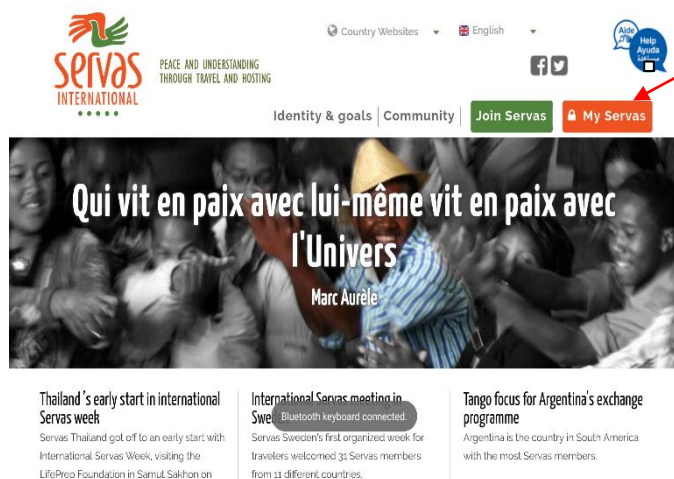 Country Websites
English
Aide
Help
Ayuda
servas
INTERNATIONAL
PEACE AND UNDERSTANDING
THROUGH TRAVEL AND HOSTING
Identity & goals
Community
Join Servas
My Servas
Qui vit en paix avec lui-même vit en paix avec
l'Univers
Marc Aurèle
Thailand 's early start in international
Servas week
Servas Thailand got off to an early start with
International Servas Week, visiting the
LifePrep Foundation in Samut Sakhon on
International Servas meeting in
Bluetooth keyboard connected.
Servas Sweden's first organized week for
travelers welcomed 31 Servas members
from 11 different countries.
Tango focus for Argentina's exchange
programme
Argentina is the country in South America
with the most Servas members.